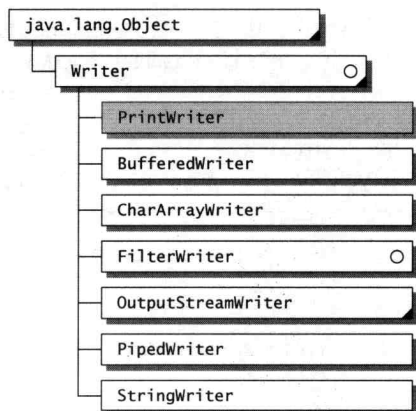 java.lang.Object
Writer
PrintWriter
BufferedWriter
CharArrayWriter
FilterWriter
OutputStreamWriter
PipedWriter
StringWriter